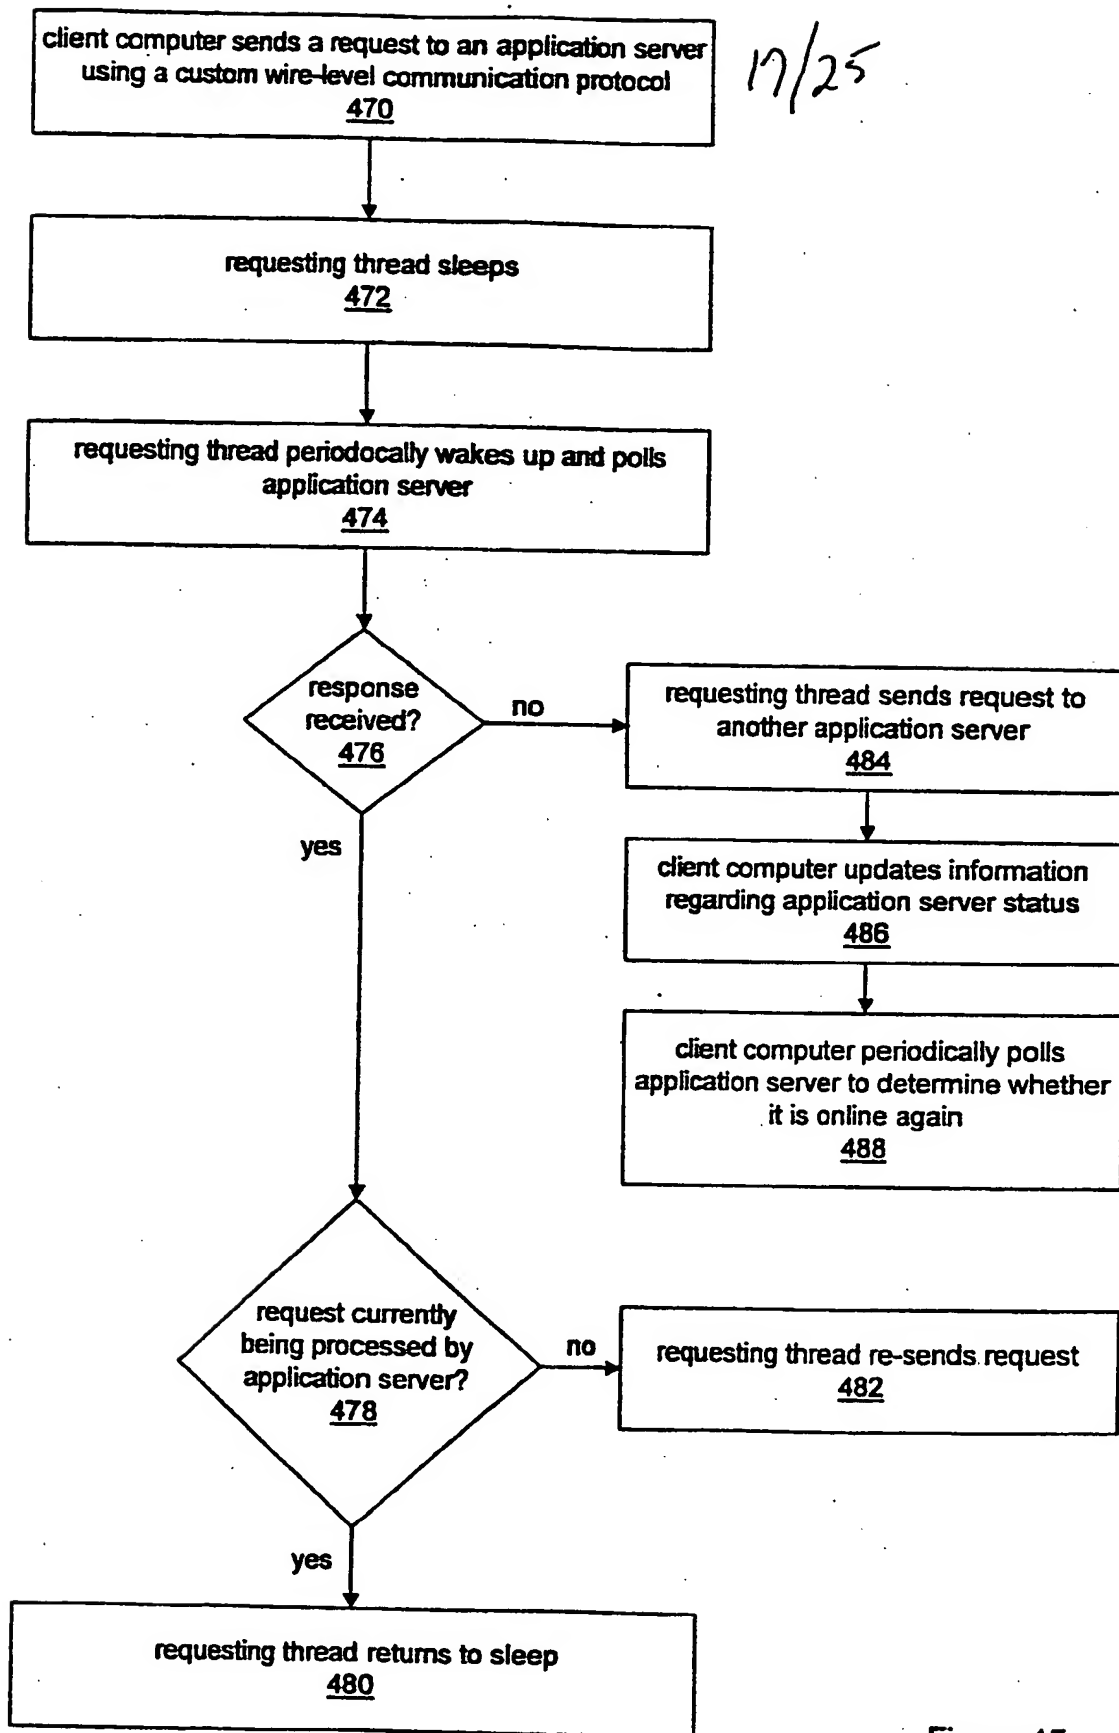 client computer sends a request to an application server
using a custom wire-level communication protocol
470
17/25
requesting thread sleeps
472
requesting thread periodocally wakes up and polls
application server
474
response
received?
476
no
requesting thread sends request to
another application server
484
yes
client computer updates information
regarding application server status
486
client computer periodically polls
application server to determine whether
it is online again
488
request currently
being processed by
application server?
478
no
requesting thread re-sends request
482
yes
requesting thread returns to sleep
480